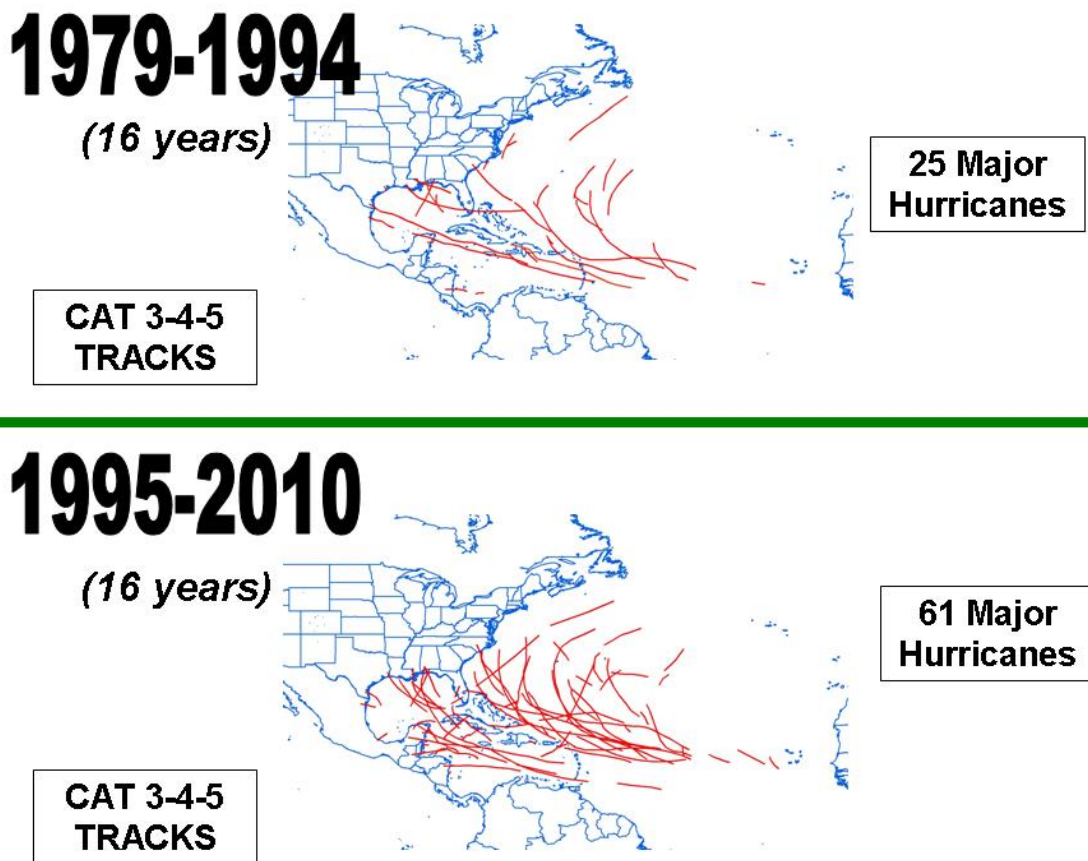 1979-1994
(16 years)
25 Major
Hurricanes
CAT 3-4-5
TRACKS
1995-2010
(16 years)
61 Major
Hurricanes
CAT 3-4-5
TRACKS